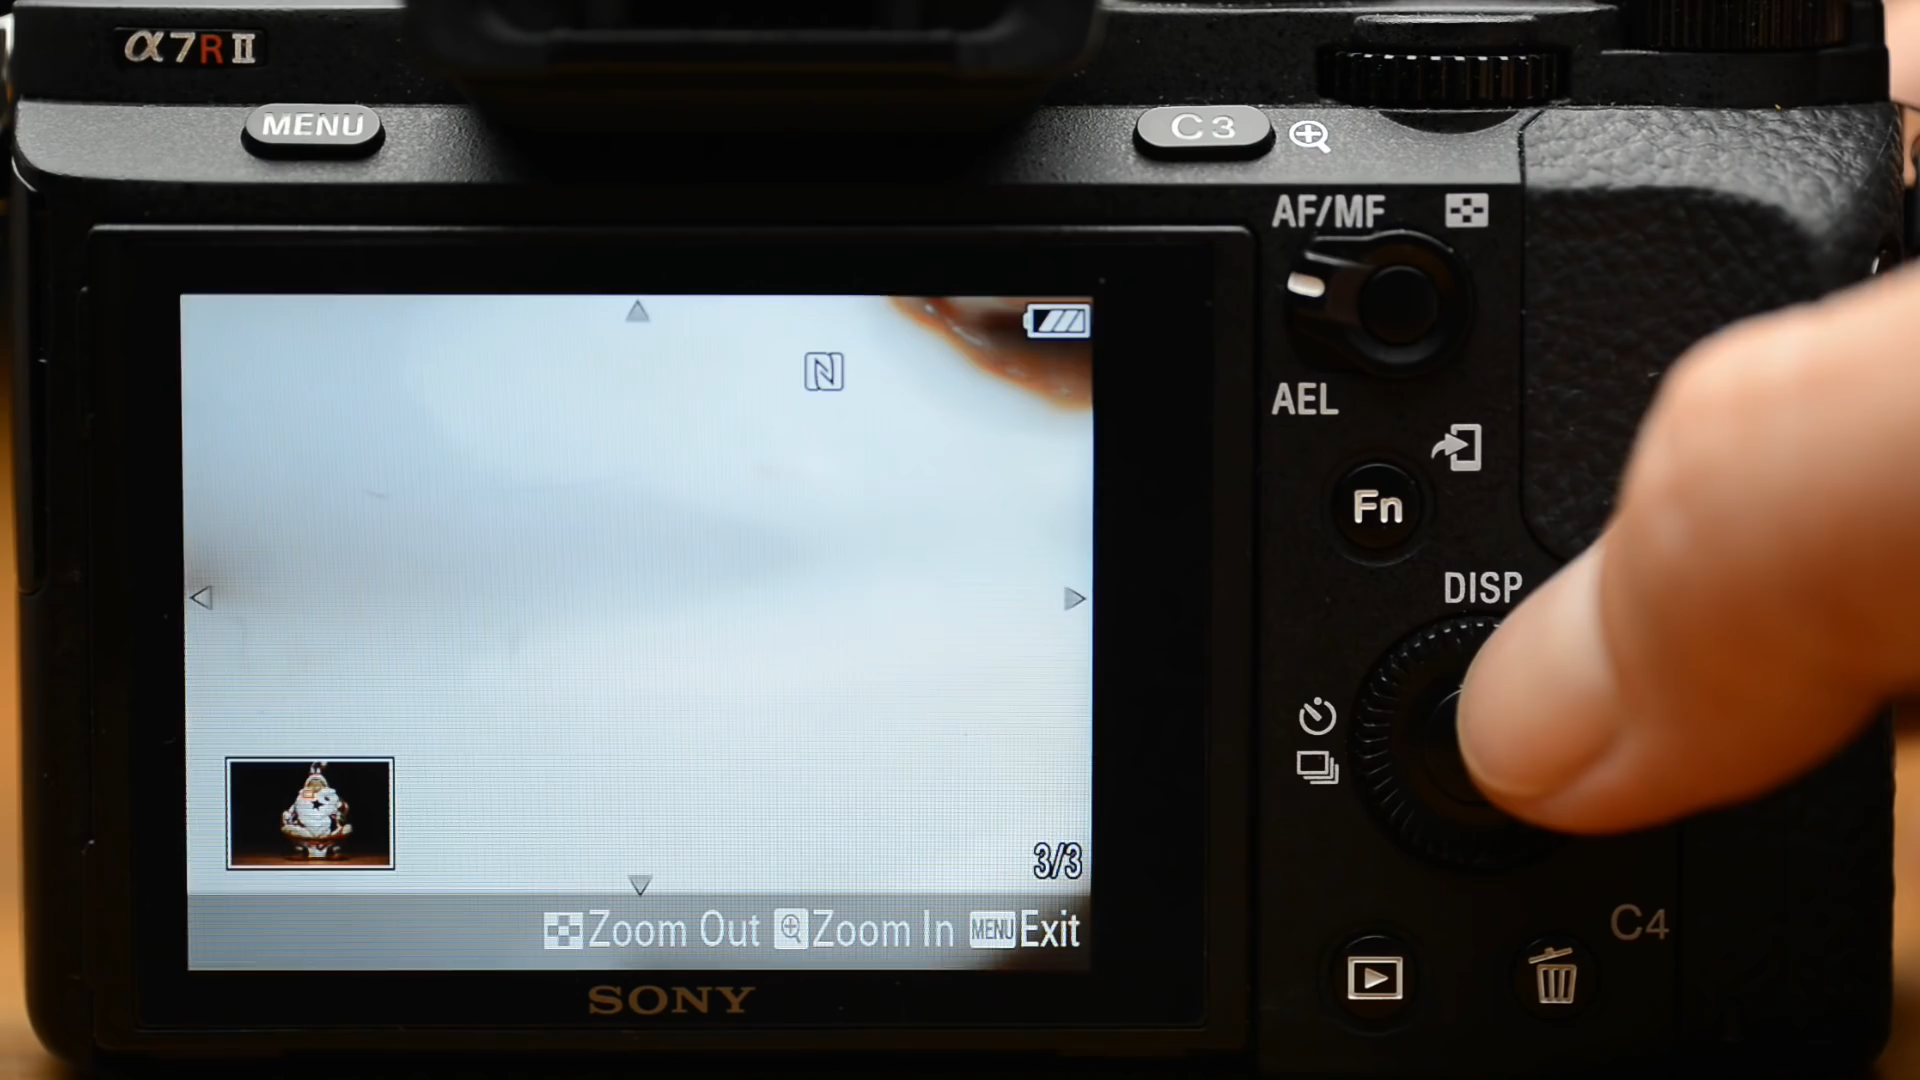 α7RII
MENU
C3
AF/MF
AEL
Fn
DISP
3/3
Zoom Out Zoom In MENU Exit
C4
SONY